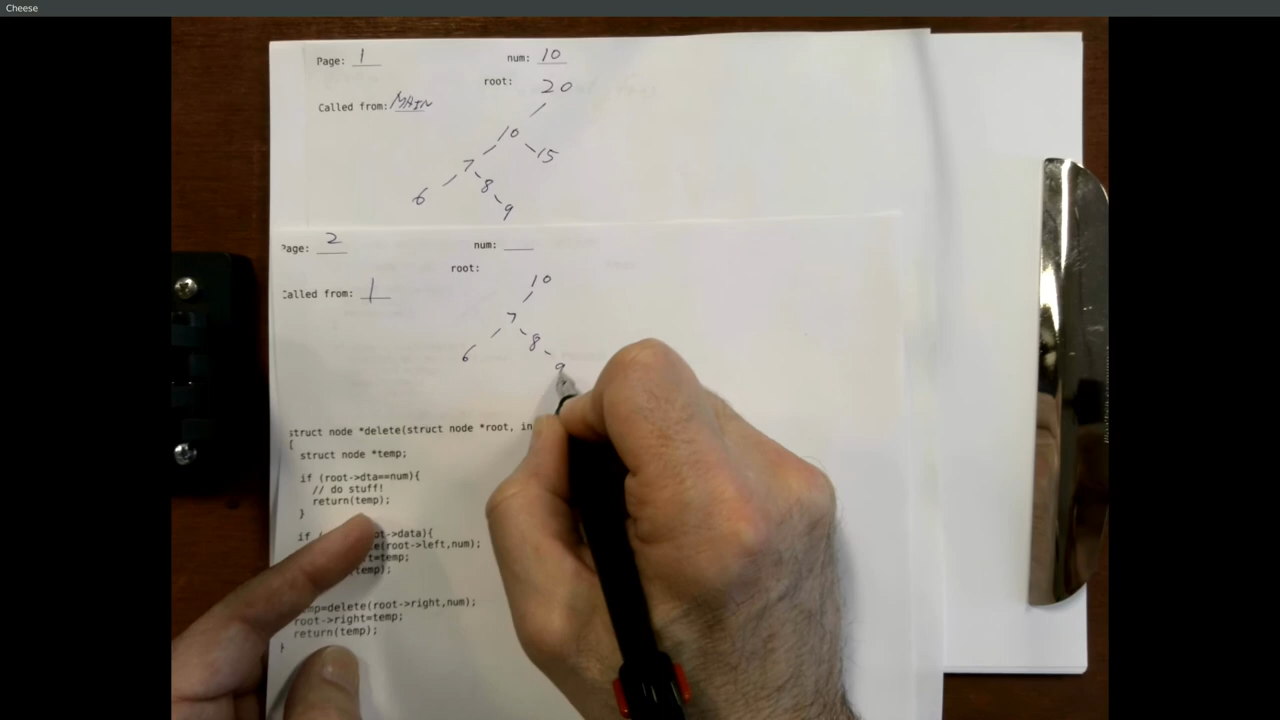 Cheese
Page: 1 num: 10
root: 20
Called from: MAIN
10
15
7
8
6
9
Page: 2 num:
root:
10
Called from: 1
7
8
6
9
struct node *delete(struct node *root, in
{
struct node *temp;
if (root->dta==num){
// do stuff!
return(temp);
}
if ( ot->data){
te(root->left,num);
t=temp;
mp);
mp=delete(root->right,num);
root->right=temp;
return(temp);
}